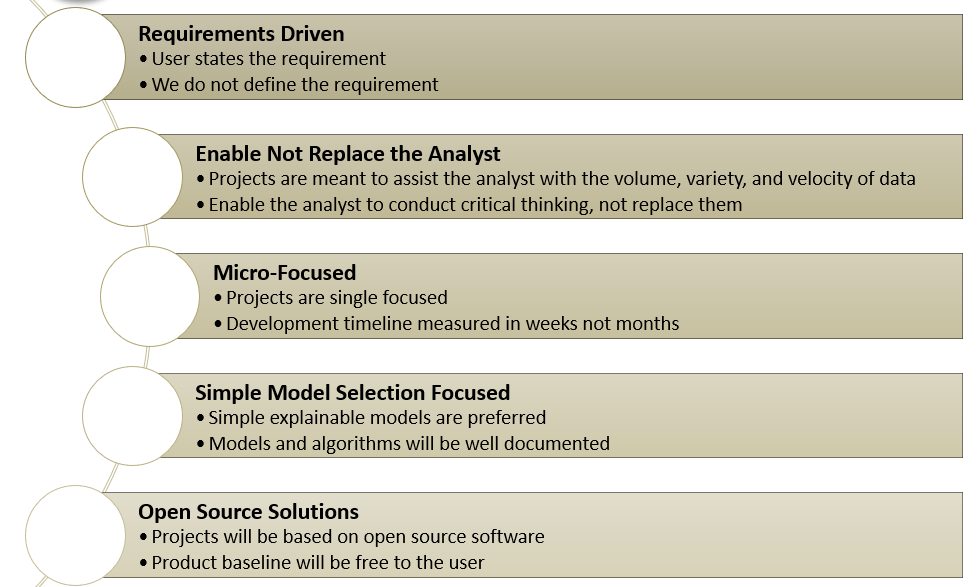 Requirements Driven
• User states the requirement
• We do not define the requirement
Enable Not Replace the Analyst
• Projects are meant to assist the analyst with the volume, variety, and velocity of data
• Enable the analyst to conduct critical thinking, not replace them
Micro-Focused
• Projects are single focused
• Development timeline measured in weeks not months
Simple Model Selection Focused
• Simple explainable models are preferred
• Models and algorithms will be well documented
Open Source Solutions
• Projects will be based on open source software
• Product baseline will be free to the user